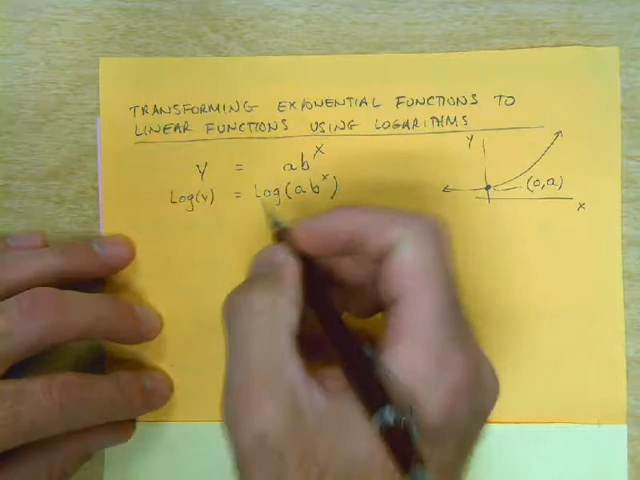 TRANSFORMING EXPONENTIAL FUNCTIONS TO
LINEAR FUNCTIONS USING LOGARITHMS
Y = ab^x
Log(y) = Log(ab^x)
Y
(0,a)
x